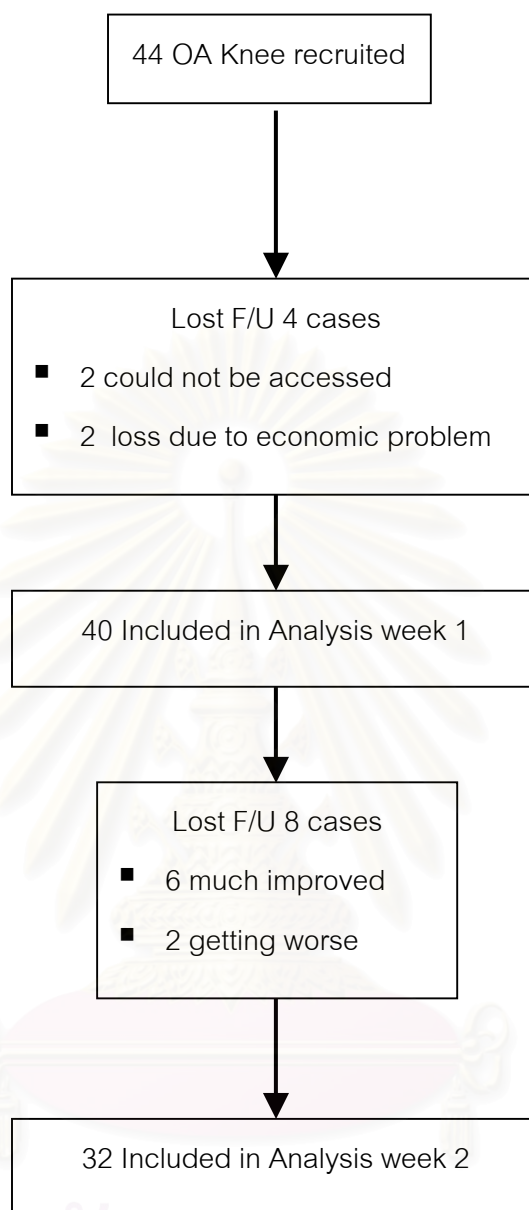 44 OA Knee recruited
Lost F/U 4 cases
▪ 2 could not be accessed
▪ 2 loss due to economic problem
40 Included in Analysis week 1
Lost F/U 8 cases
▪ 6 much improved
▪ 2 getting worse
32 Included in Analysis week 2